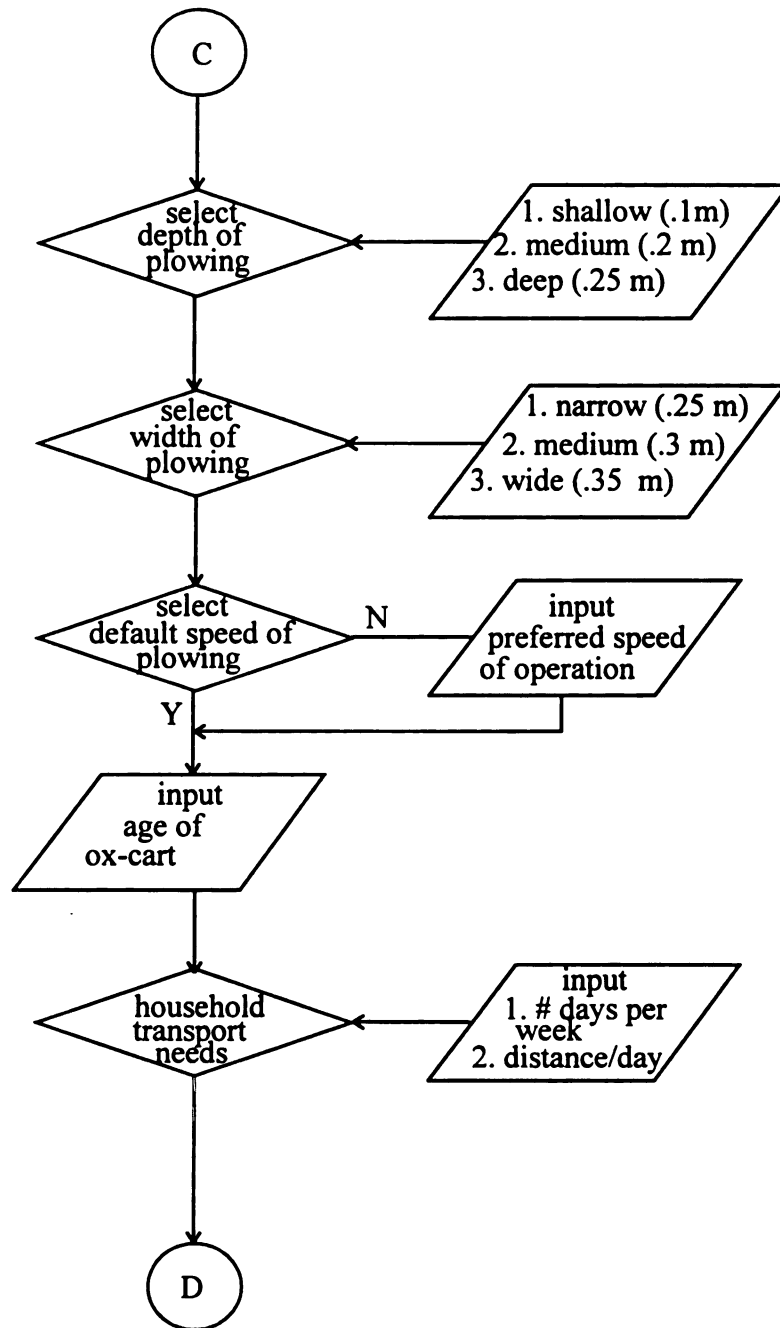 C
select
depth of
plowing
1. shallow (.1m)
2. medium (.2 m)
3. deep (.25 m)
select
width of
plowing
1. narrow (.25 m)
2. medium (.3 m)
3. wide (.35 m)
select
default speed of
plowing
N
input
preferred speed
of operation
Y
input
age of
ox-cart
household
transport
needs
input
1. # days per
week
2. distance/day
D